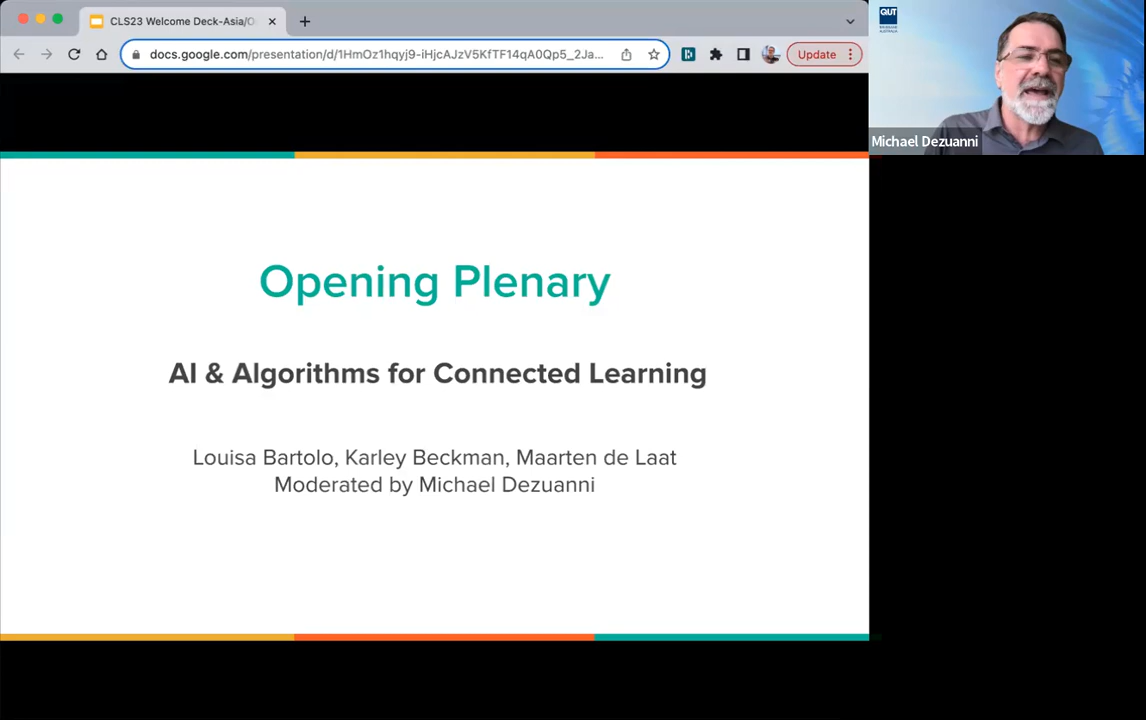 CLS23 Welcome Deck-Asia/O
docs.google.com/presentation/d/1HmOz1hqyj9-iHjcAJzV5KfTF14qA0Qp5_2Ja...
Update
QUT
Michael Dezuanni
Opening Plenary
AI & Algorithms for Connected Learning
Louisa Bartolo, Karley Beckman, Maarten de Laat
Moderated by Michael Dezuanni